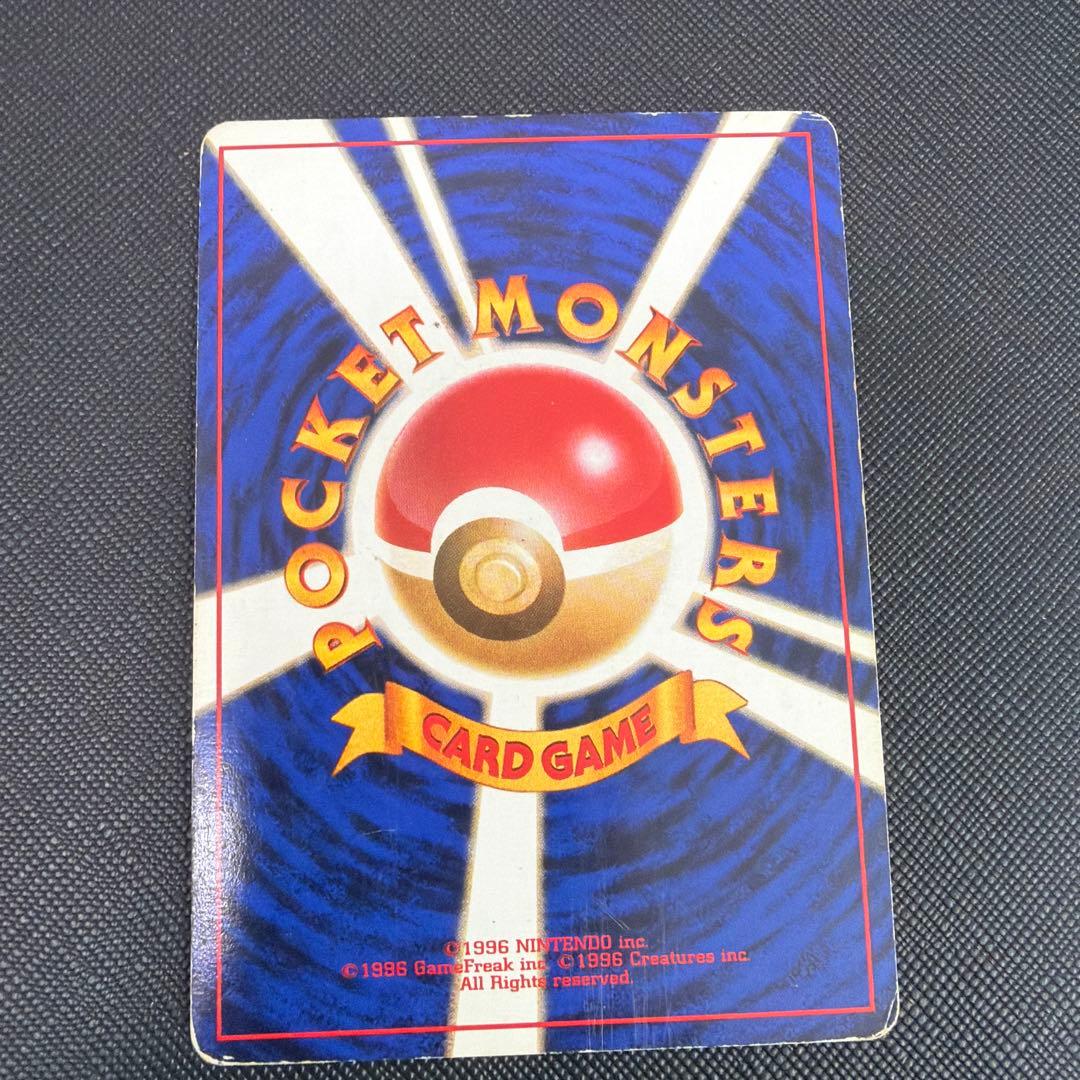 POCKET MONSTERS
CARD GAME
©1996 NINTENDO inc.
©1996 GameFreak inc. ©1996 Creatures inc.
All Rights reserved.